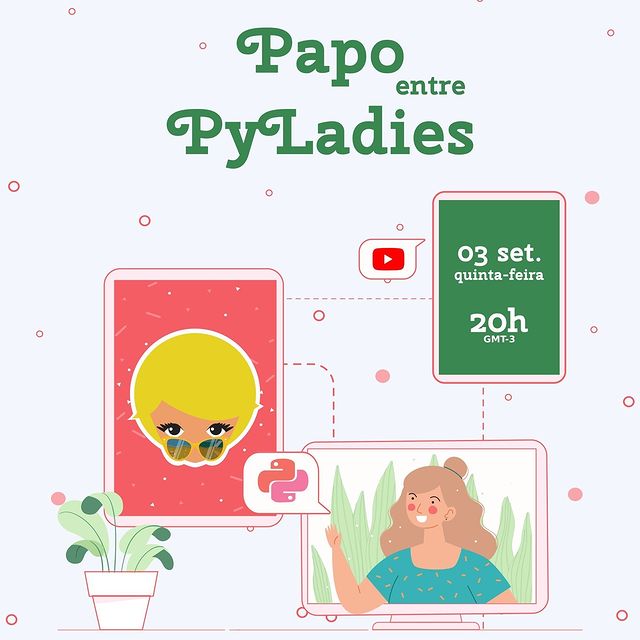 Papo
entre
PyLadies
03 set.
quinta-feira
20h
GMT-3